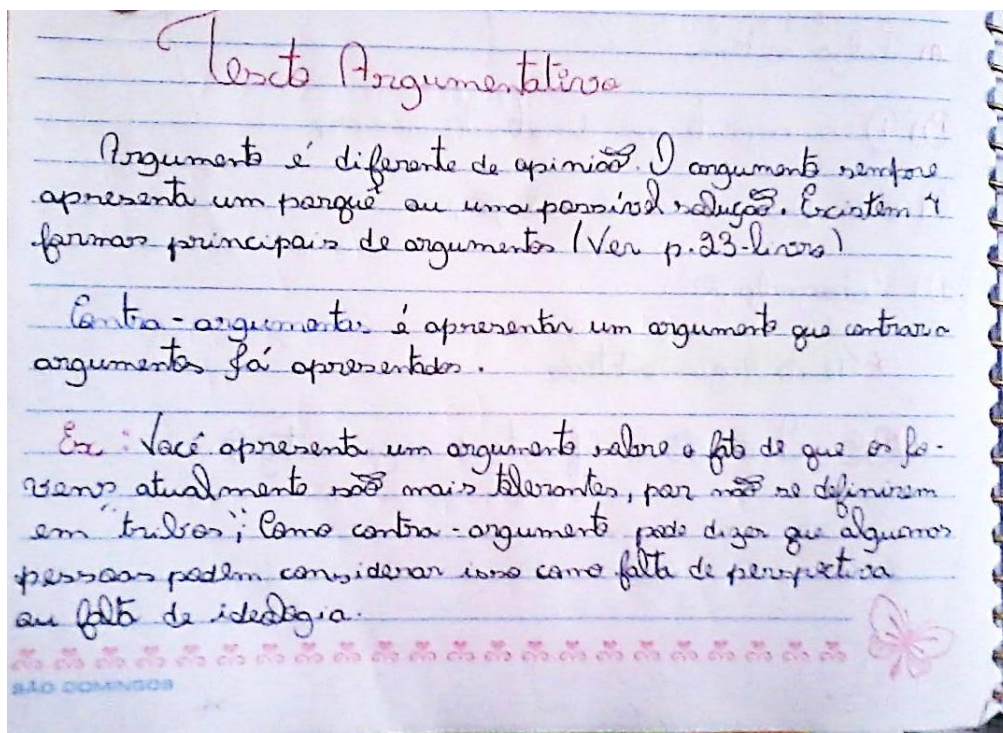 Texto Argumentativo
Argumento é diferente de opinião. O argumento sempre
apresenta um porquê ou uma possível solução. Existem 4
formas principais de argumentos (Ver p.23-livro)
Contra-argumentar é apresentar um argumento que contrarie
argumentos já apresentados.
Ex: Você apresenta um argumento sobre o fato de que os jo-
vens atualmente são mais tolerantes, por não se definirem
em "tribos"; Como contra-argumento pode dizer que algumas
pessoas podem considerar isso como falta de perspectiva
ou falta de ideologia.
SÃO DOMINGOS